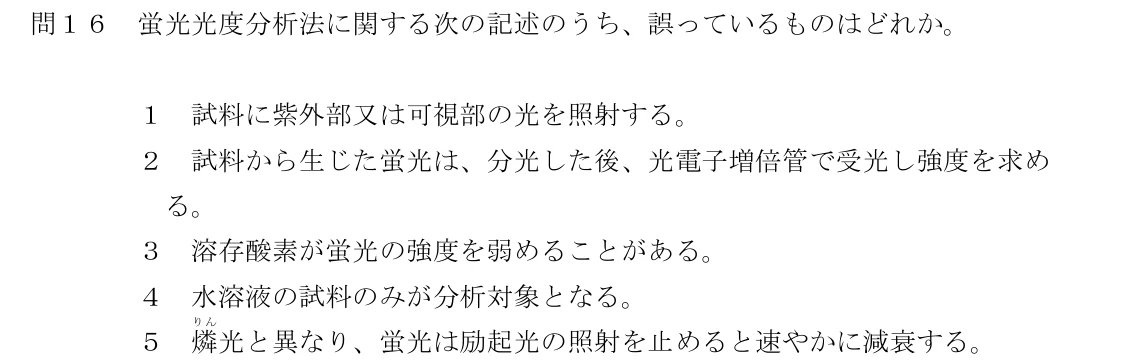 問１６　蛍光光度分析法に関する次の記述のうち、誤っているものはどれか。
１　試料に紫外部又は可視部の光を照射する。
２　試料から生じた蛍光は、分光した後、光電子増倍管で受光し強度を求め
る。
３　溶存酸素が蛍光の強度を弱めることがある。
４　水溶液の試料のみが分析対象となる。
りん
５　燐光と異なり、蛍光は励起光の照射を止めると速やかに減衰する。